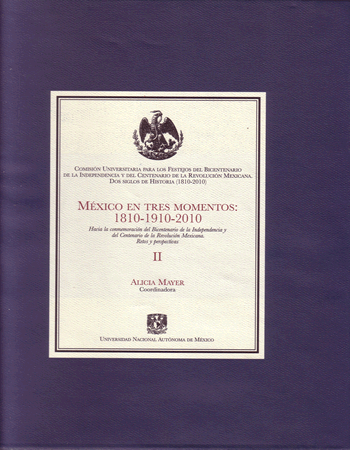 COMISIÓN UNIVERSITARIA PARA LOS FESTEJOS DEL BICENTENARIO
DE LA INDEPENDENCIA Y DEL CENTENARIO DE LA REVOLUCIÓN MEXICANA.
DOS SIGLOS DE HISTORIA (1810-2010)
MÉXICO EN TRES MOMENTOS:
1810-1910-2010
Hacia la conmemoración del Bicentenario de la Independencia y
del Centenario de la Revolución Mexicana.
Retos y perspectivas
II
ALICIA MAYER
Coordinadora
UNIVERSIDAD NACIONAL AUTÓNOMA DE MÉXICO